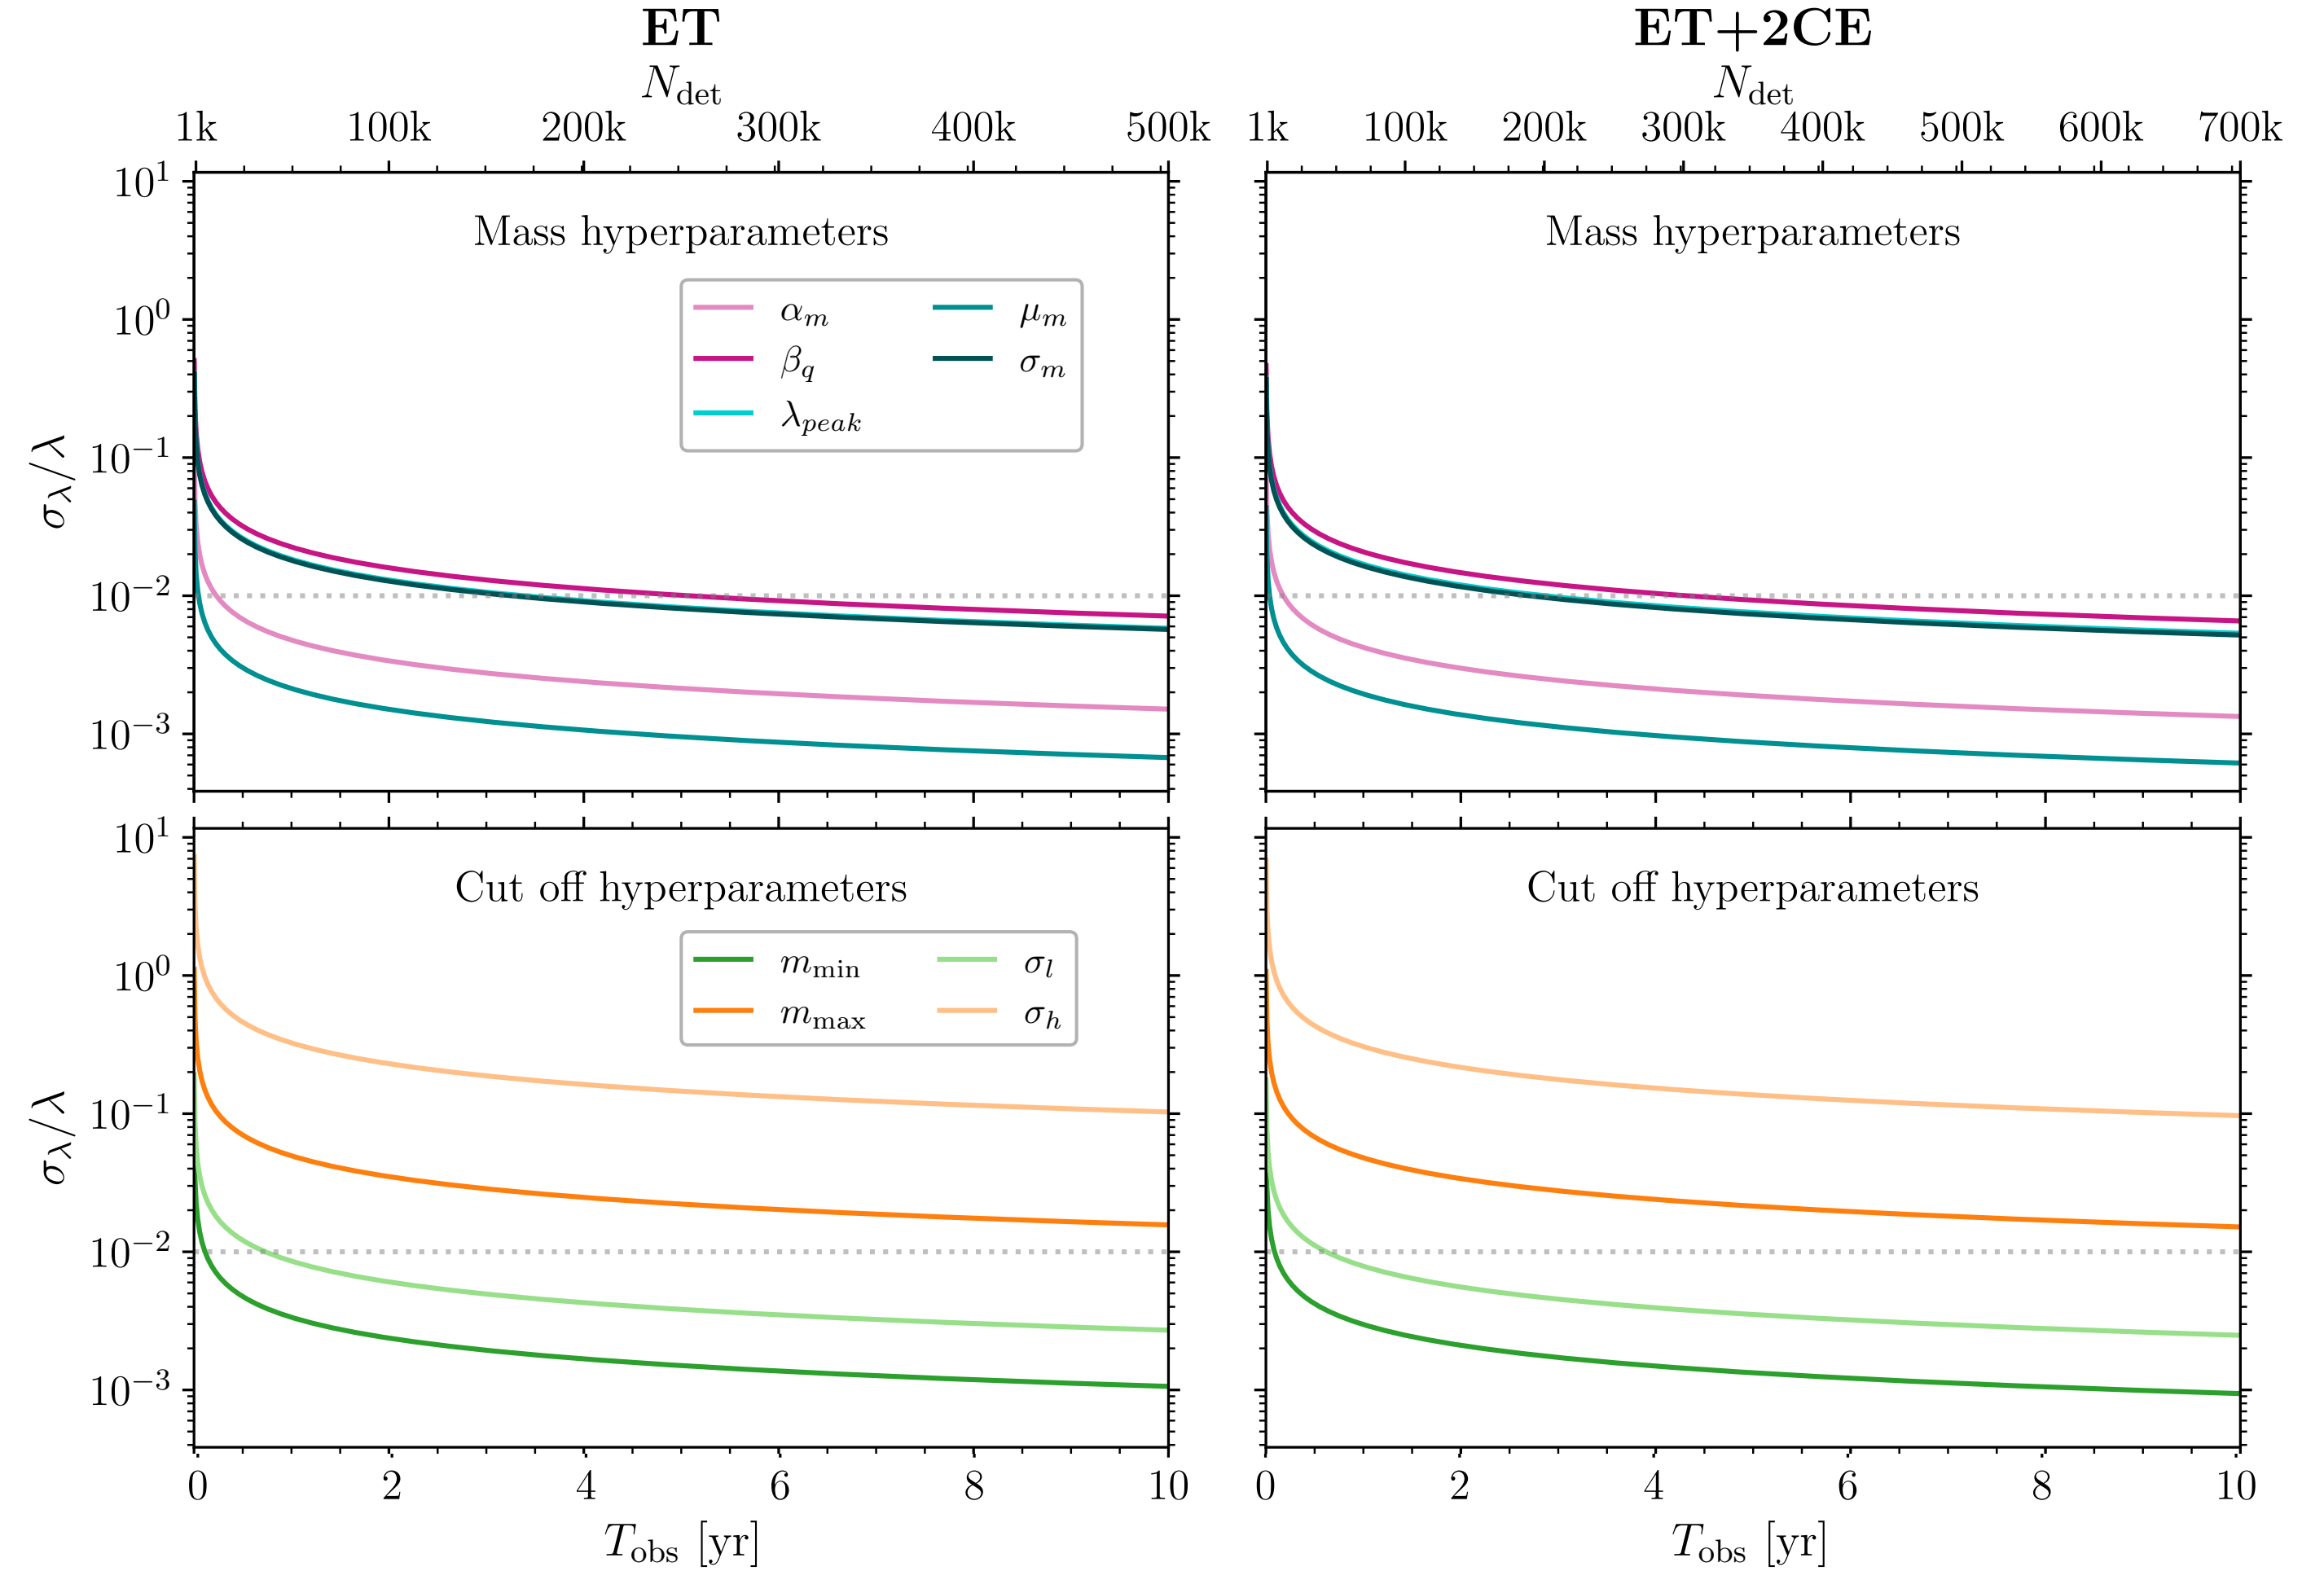 ET ET+2CE
N_det N_det
1k 100k 200k 300k 400k 500k 1k 100k 200k 300k 400k 500k 600k 700k
10^1
10^0
10^−1
10^−2
10^−3
σ_λ/λ
Mass hyperparameters
α_m μ_m
β_q σ_m
λ_peak
Mass hyperparameters
10^1
10^0
10^−1
10^−2
10^−3
σ_λ/λ
Cut off hyperparameters
m_min σ_l
m_max σ_h
Cut off hyperparameters
0 2 4 6 8 10 0 2 4 6 8 10
T_obs [yr] T_obs [yr]